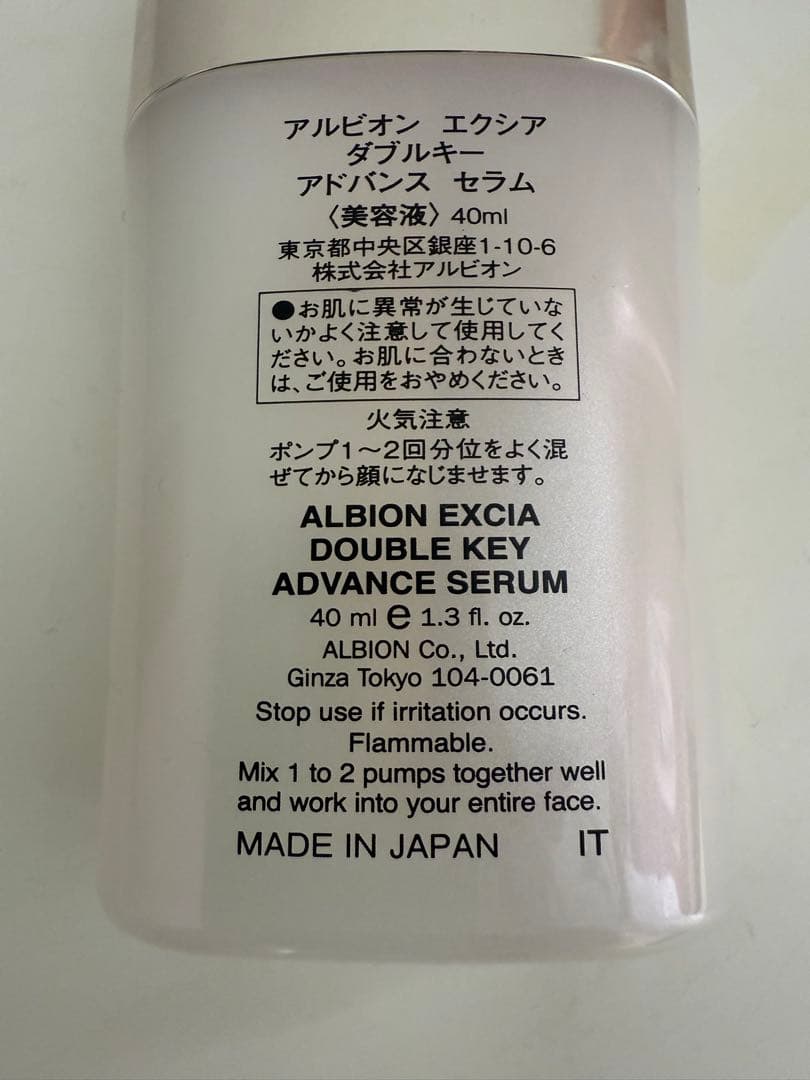 アルビオン エクシア
ダブルキー
アドバンス セラム
〈美容液〉40ml
東京都中央区銀座1-10-6
株式会社アルビオン
●お肌に異常が生じていな
いかよく注意して使用してく
ださい。お肌に合わないとき
は、ご使用をおやめください。
火気注意
ポンプ1〜2回分位をよく混
ぜてから顔になじませます。
ALBION EXCIA
DOUBLE KEY
ADVANCE SERUM
40 ml e 1.3 fl. oz.
ALBION Co., Ltd.
Ginza Tokyo 104-0061
Stop use if irritation occurs.
Flammable.
Mix 1 to 2 pumps together well
and work into your entire face.
MADE IN JAPAN IT